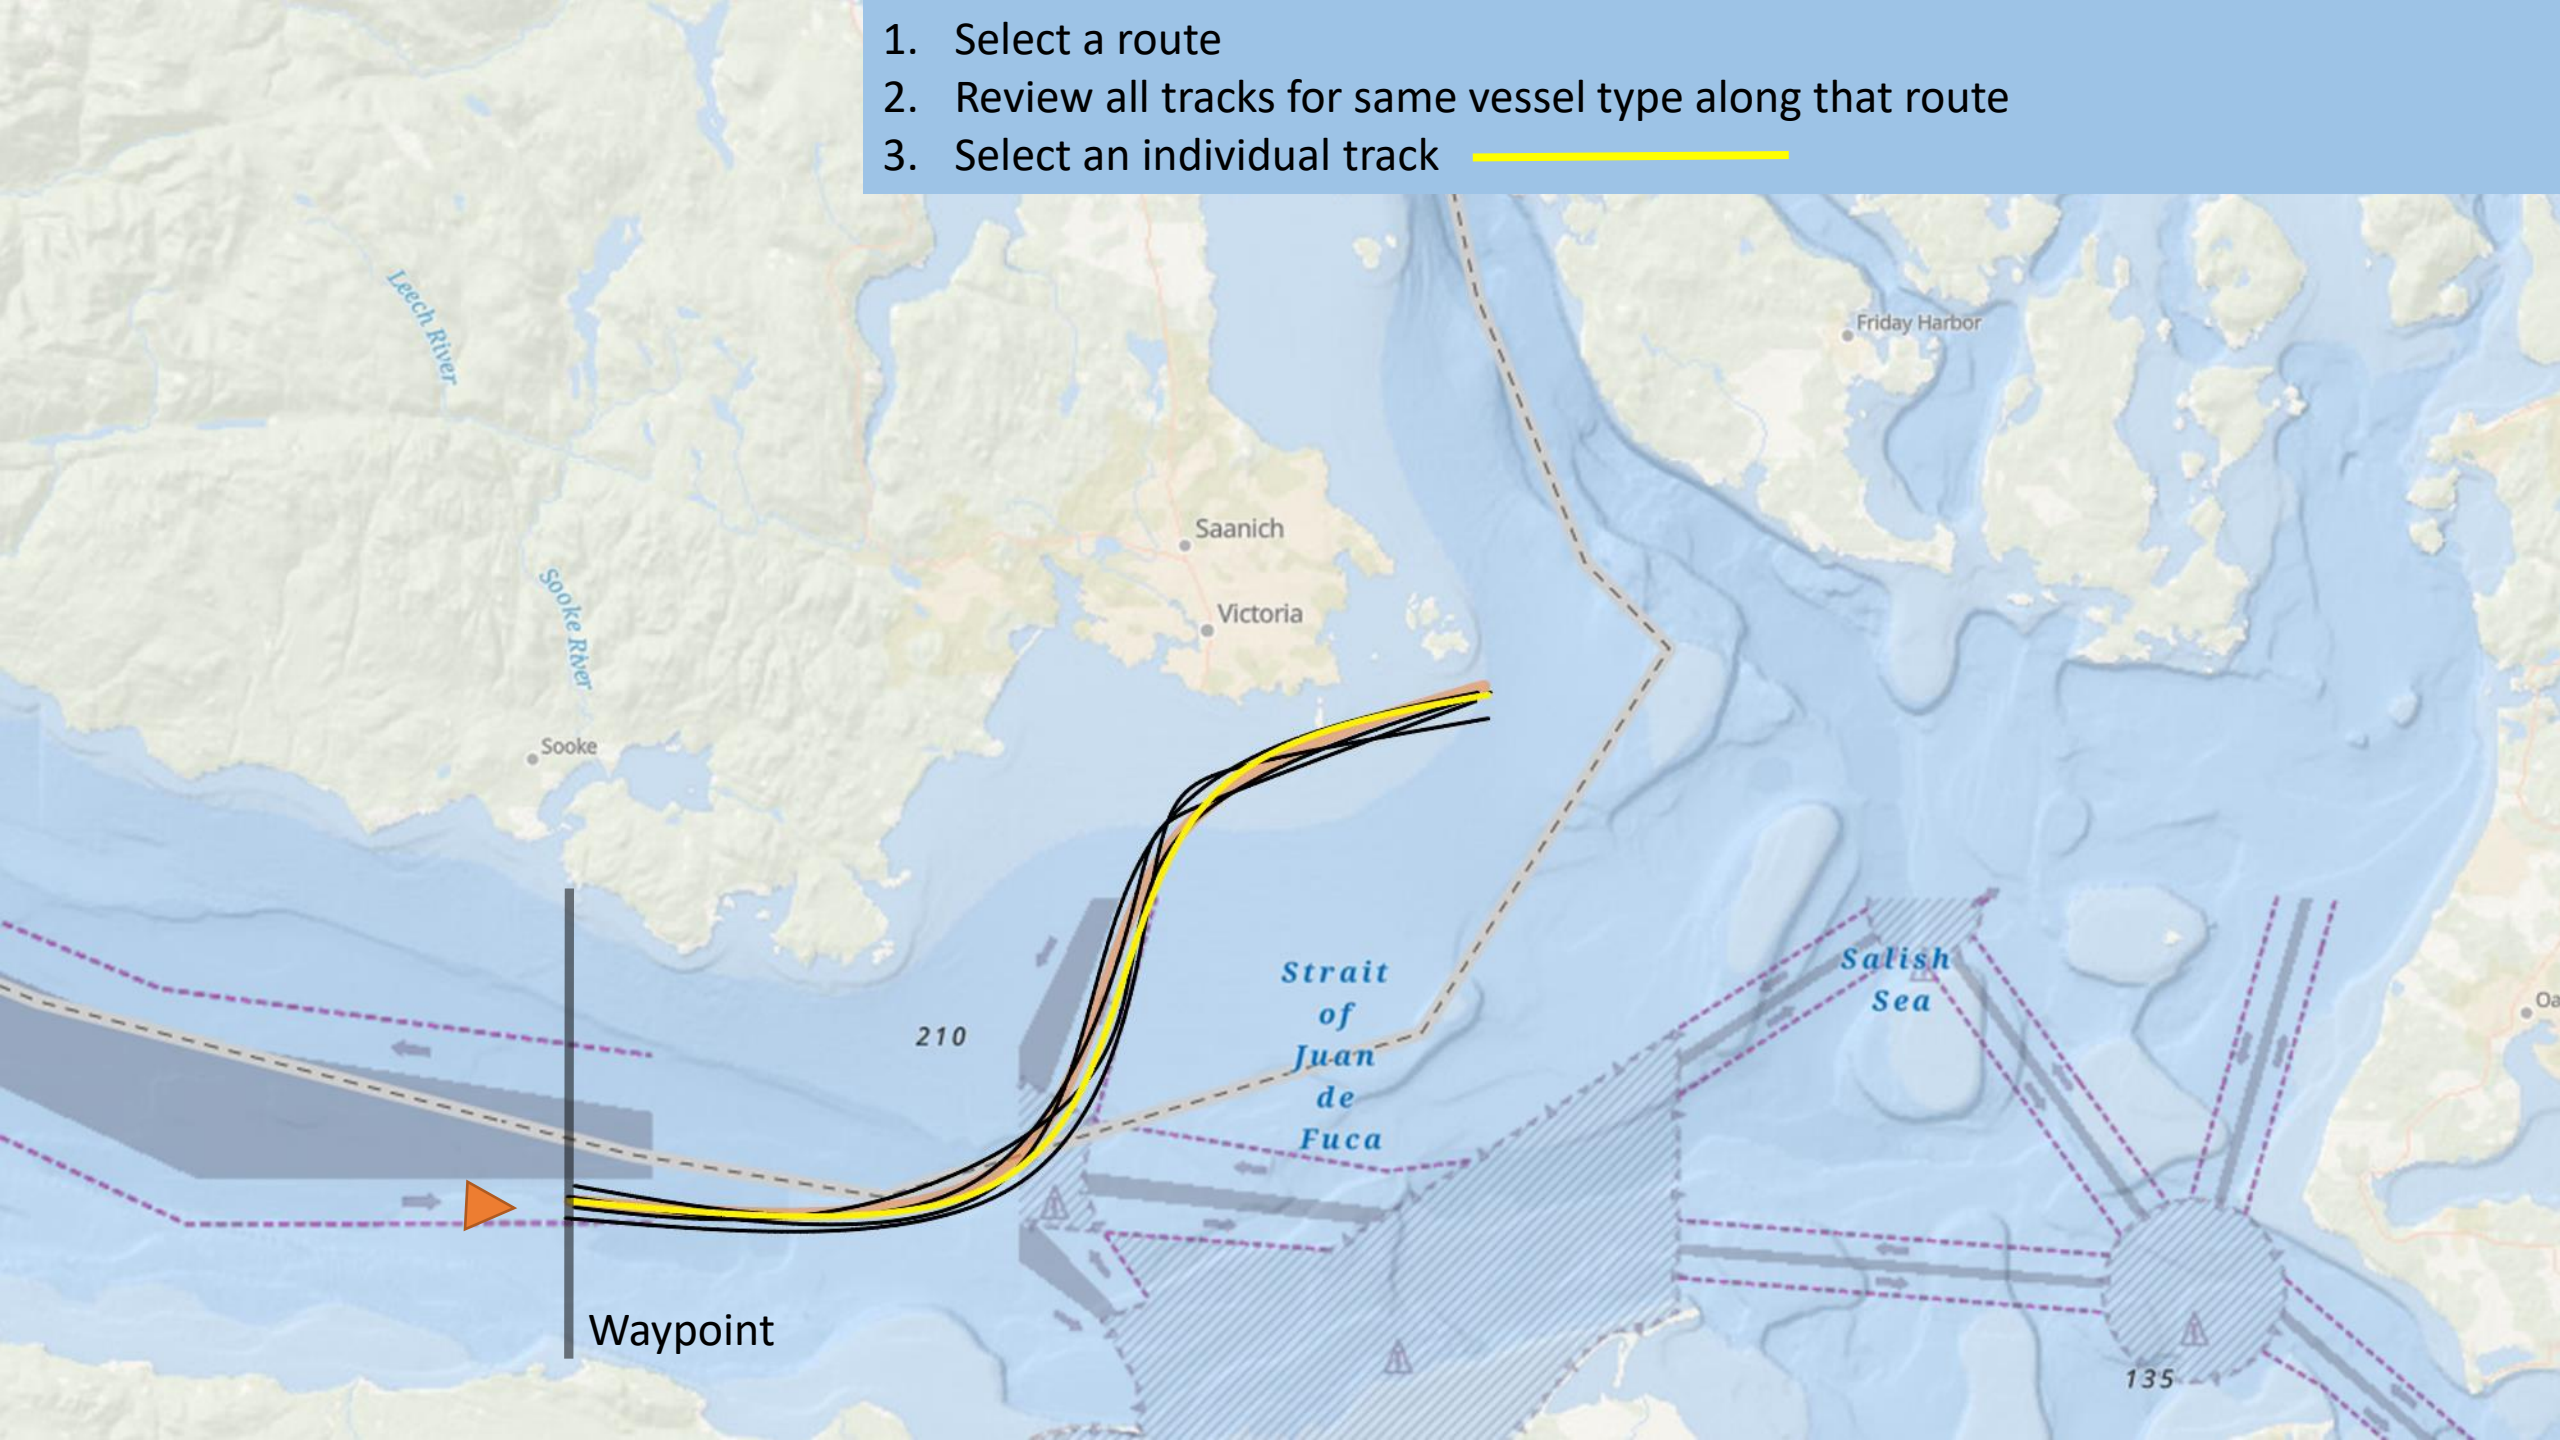 1. Select a route
2. Review all tracks for same vessel type along that route
3. Select an individual track
Leech River
Friday Harbor
Saanich
Sooke River
Victoria
Sooke
Strait
of
Juan
de
Fuca
Salish
Sea
210
Oa
Waypoint
135